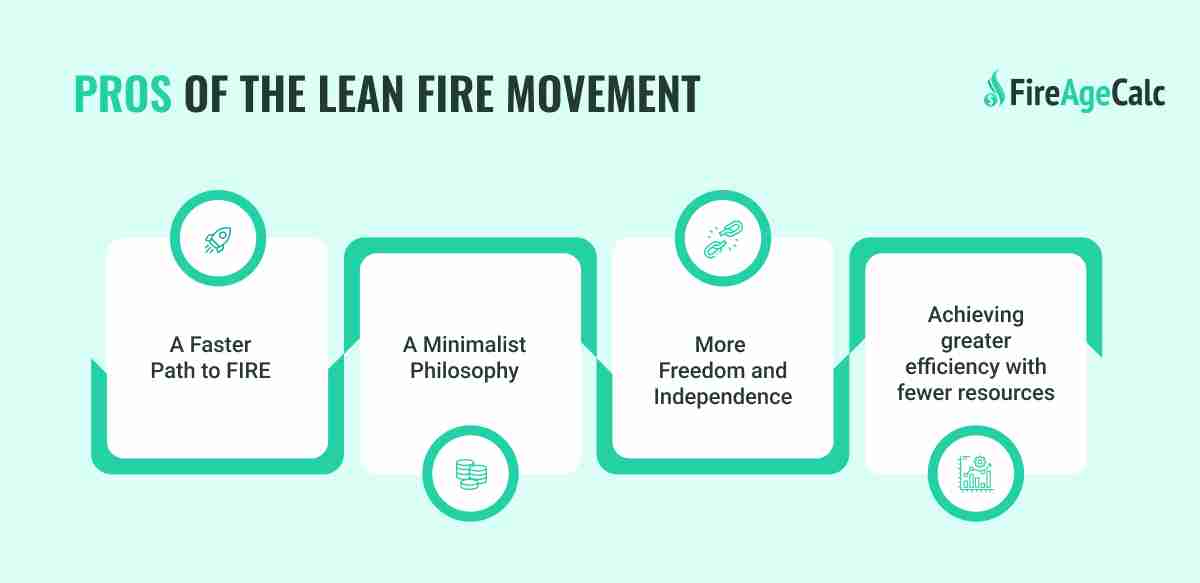 PROS OF THE LEAN FIRE MOVEMENT
FireAgeCalc
A Faster
Path to FIRE
A Minimalist
Philosophy
More
Freedom and
Independence
Achieving
greater
efficiency with
fewer resources